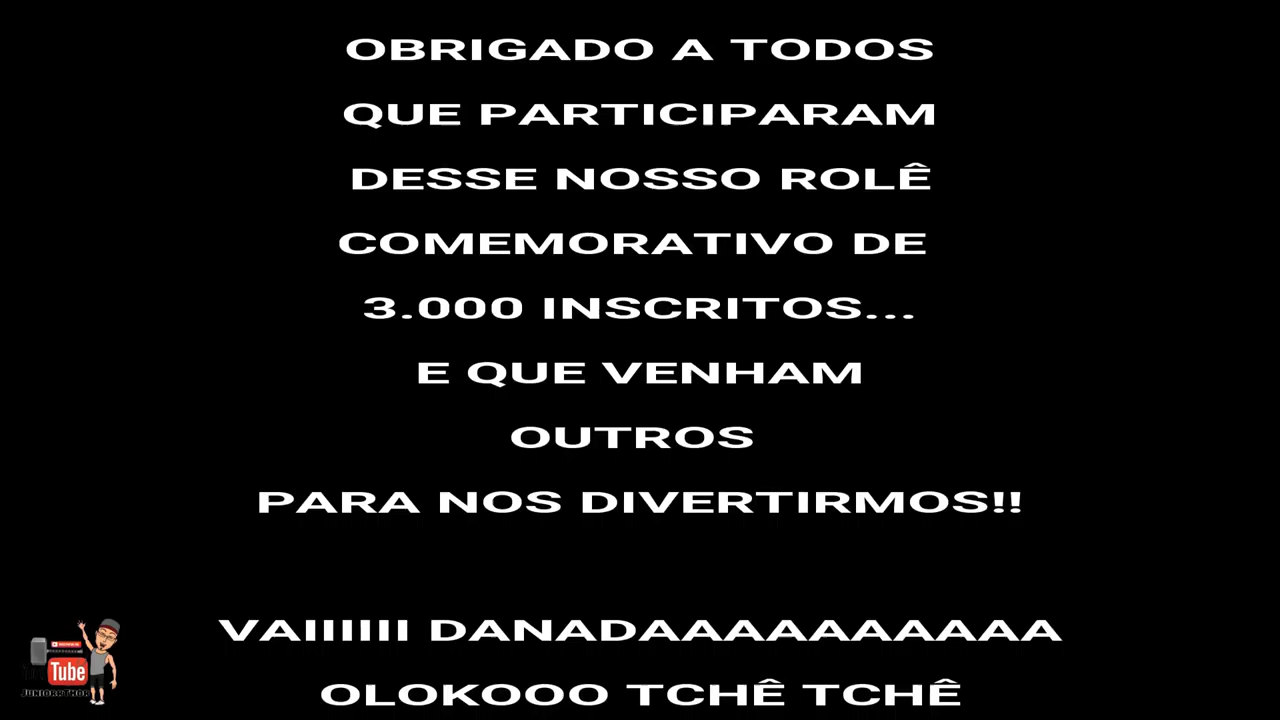 OBRIGADO A TODOS
QUE PARTICIPARAM
DESSE NOSSO ROLÊ
COMEMORATIVO DE
3.000 INSCRITOS...
E QUE VENHAM
OUTROS
PARA NOS DIVERTIRMOS!!
VAIIIIIII DANADAAAAAAAAAAA
OLOKOOO TCHÊ TCHÊ
Tube